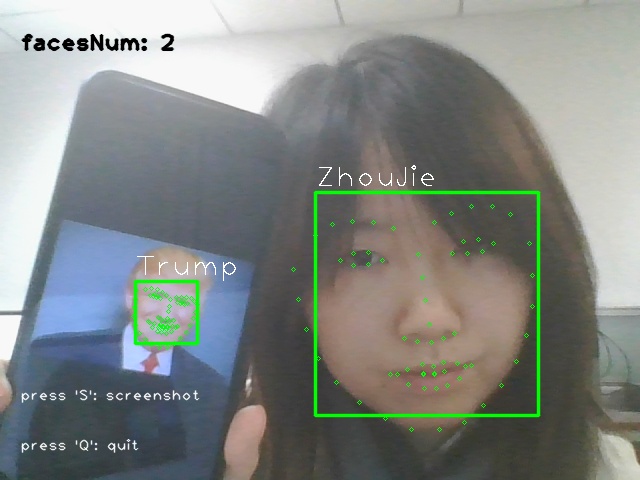 facesNum: 2
ZhouJie
Trump
press 'S': screenshot
press 'Q': quit